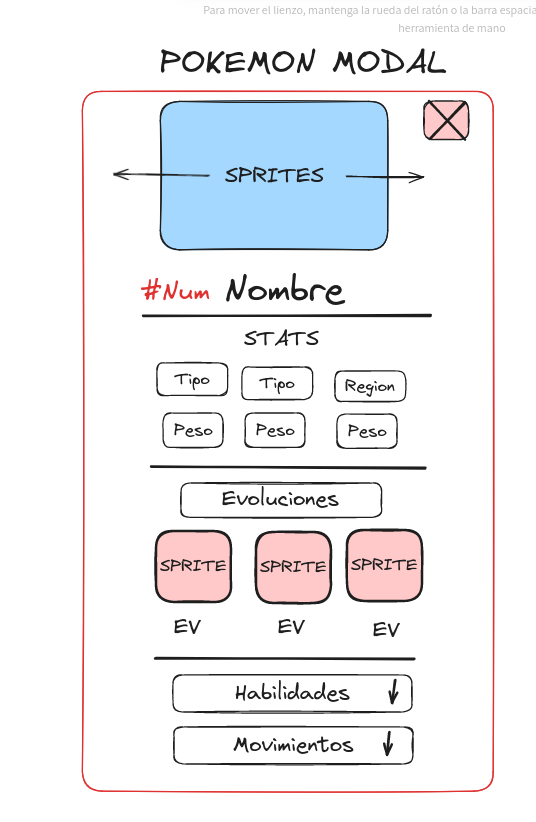 Para mover el lienzo, mantenga la rueda del ratón o la barra espacia
herramienta de mano
POKEMON MODAL
SPRITES
#Num Nombre
STATS
Tipo Tipo Region
Peso Peso Peso
Evoluciones
SPRITE SPRITE SPRITE
EV EV EV
Habilidades
Movimientos